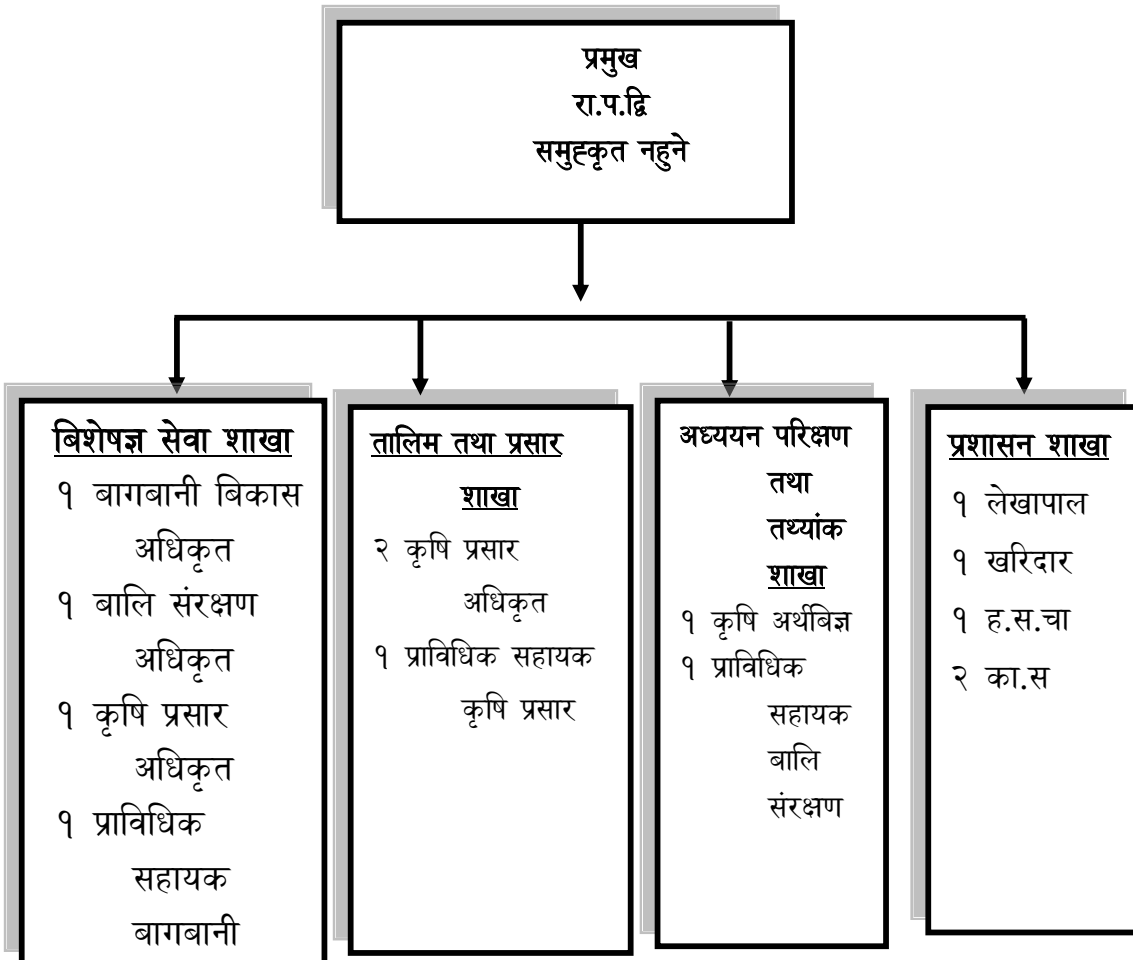 प्रमुख
रा.प.द्वि
समुह्कृत नहुने
बिशेषज्ञ सेवा शाखा
१ बागबानी बिकास
अधिकृत
१ बालि संरक्षण
अधिकृत
१ कृषि प्रसार
अधिकृत
१ प्राविधिक
सहायक
बागबानी
तालिम तथा प्रसार
शाखा
२ कृषि प्रसार
अधिकृत
१ प्राविधिक सहायक
कृषि प्रसार
अध्ययन परिक्षण
तथा
तथ्यांक
शाखा
१ कृषि अर्थबिज्ञ
१ प्राविधिक
सहायक
बालि
संरक्षण
प्रशासन शाखा
१ लेखापाल
१ खरिदार
१ ह.स.चा
२ का.स